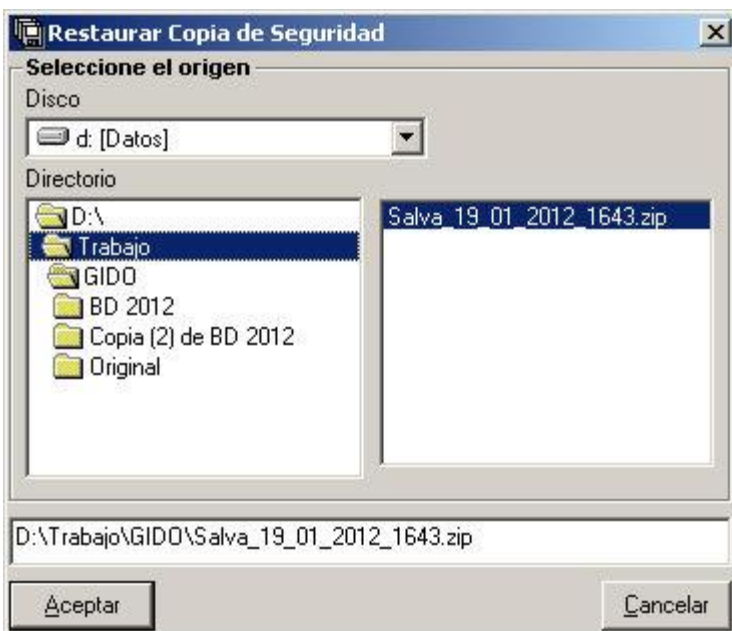 Restaurar Copia de Seguridad
Seleccione el origen
Disco
d: [Datos]
Directorio
D:\
Trabajo
GIDO
BD 2012
Copia (2) de BD 2012
Original
Salva_19_01_2012_1643.zip
D:\Trabajo\GIDO\Salva_19_01_2012_1643.zip
Aceptar
Cancelar